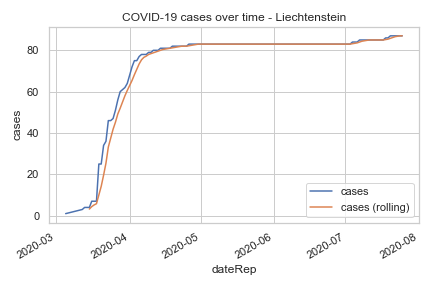 COVID-19 cases over time - Liechtenstein
80
60
40
20
0
cases
2020-03
2020-04
2020-05
2020-06
2020-07
2020-08
dateRep
cases
cases (rolling)